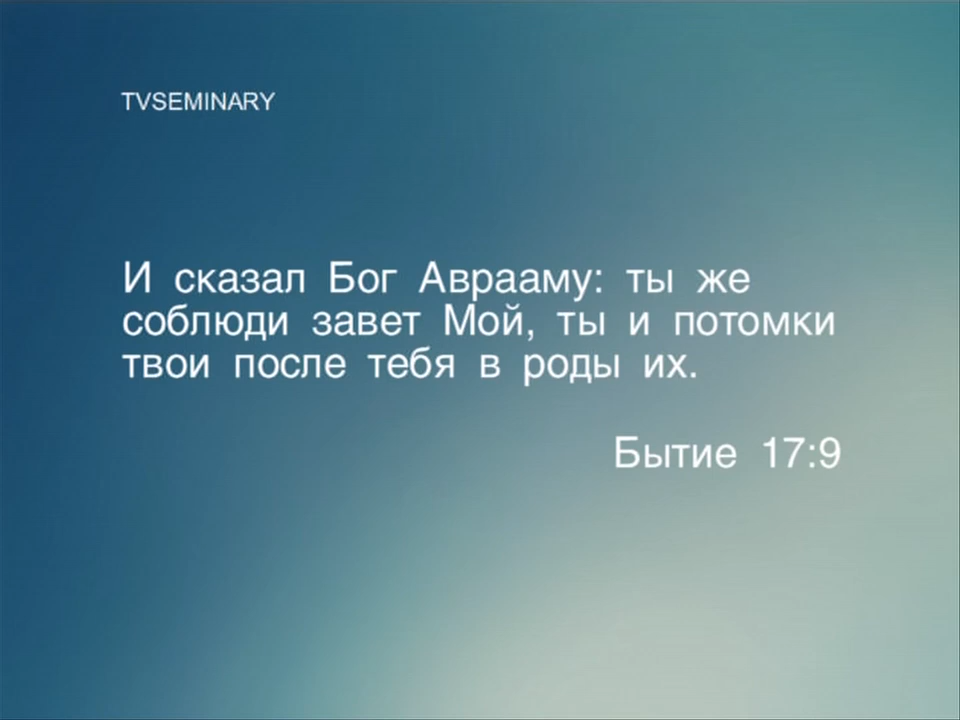 TVSEMINARY
И сказал Бог Аврааму: ты же
соблюди завет Мой, ты и потомки
твои после тебя в роды их.
Бытие 17:9